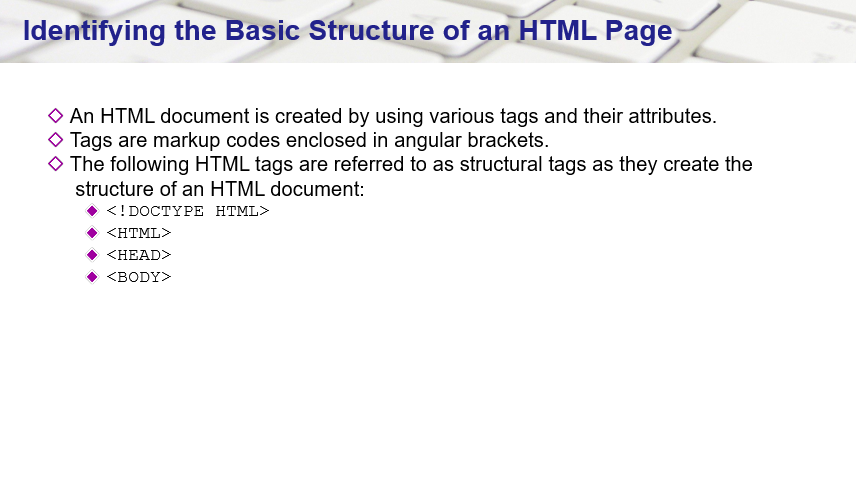 Identifying the Basic Structure of an HTML Page
An HTML document is created by using various tags and their attributes.
Tags are markup codes enclosed in angular brackets.
The following HTML tags are referred to as structural tags as they create the
structure of an HTML document:
<!DOCTYPE HTML>
<HTML>
<HEAD>
<BODY>